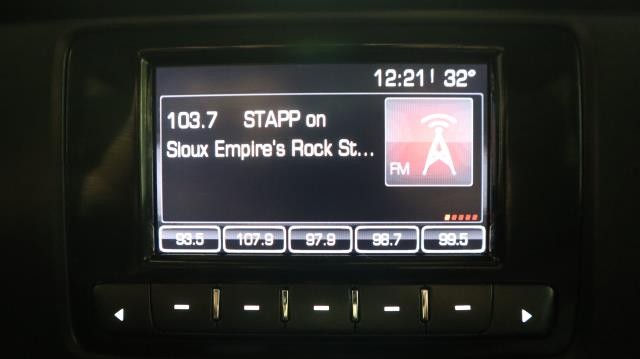 12:21 32°
103.7 STAPP on
Sioux Empire's Rock St...
FM
93.5 107.9 97.9 98.7 99.5